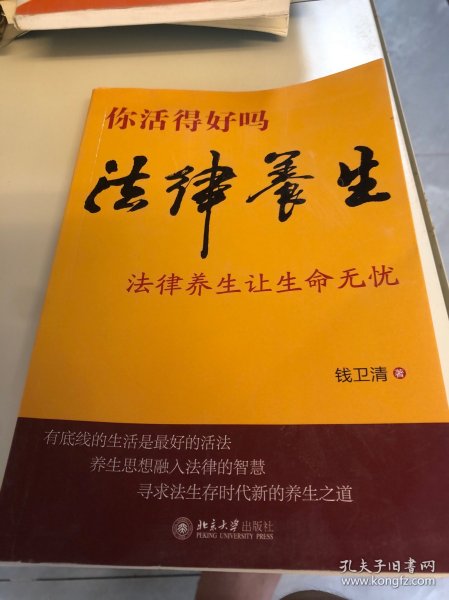 你活得好吗
法律養生
法律养生让生命无忧
钱卫清 著
有底线的生活是最好的活法
养生思想融入法律的智慧
寻求法生存时代新的养生之道
北京大学出版社
PEKING UNIVERSITY PRESS
孔夫子旧书网
www.kongfz.com